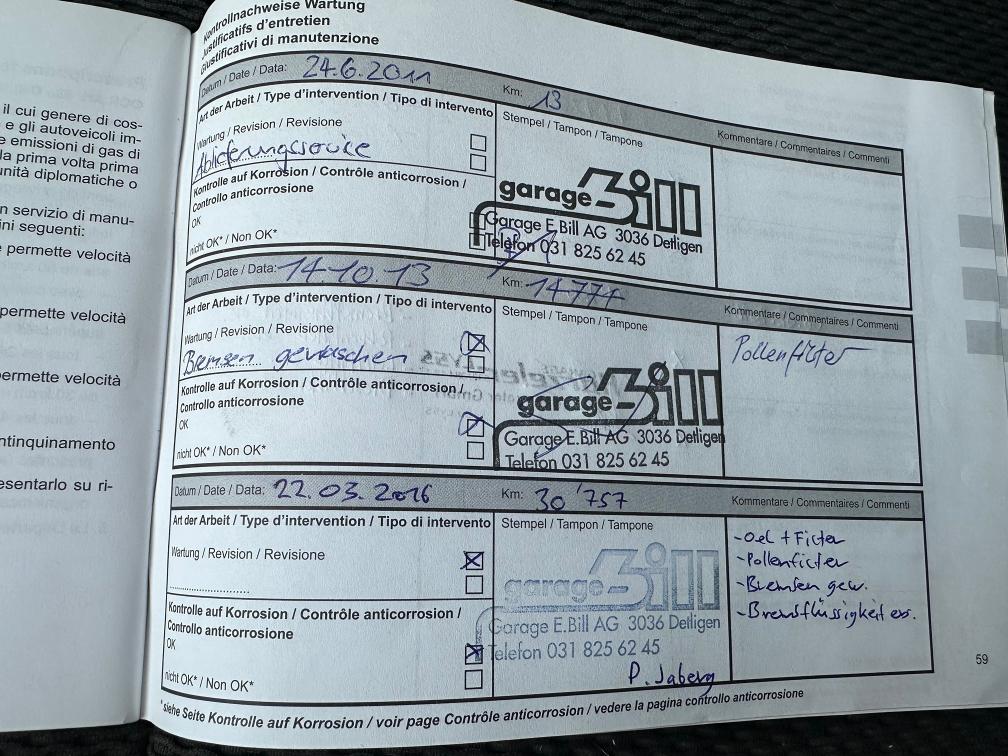 il cui genere di cos-
e gli autoveicoli im-
e emissioni di gas di
la prima volta prima
unità diplomatiche o
n servizio di manu-
ini seguenti:
permette velocità
permette velocità
permette velocità
ntinquinamento
esentarlo su ri-
Kontrollnachweise Wartung
Justificatifs d'entretien
Giustificativi di manutenzione
Datum / Date / Data: 24.6.2011 Km: 13
Art der Arbeit / Type d'intervention / Tipo di intervento
Stempel / Tampon / Tampone
Kommentare / Commentaires / Commenti
Wartung / Revision / Revisione
Ablieferungsservice
Kontrolle auf Korrosion / Contrôle anticorrosion /
Controllo anticorrosione
OK
nicht OK* / Non OK*
garage Bill
Garage E.Bill AG 3036 Detligen
Telefon 031 825 62 45
Datum / Date / Data: 14.10.13 Km: 14777
Art der Arbeit / Type d'intervention / Tipo di intervento
Stempel / Tampon / Tampone
Kommentare / Commentaires / Commenti
Wartung / Revision / Revisione
Bremsen gewaschen
Pollenfilter
Kontrolle auf Korrosion / Contrôle anticorrosion /
Controllo anticorrosione
OK
nicht OK* / Non OK*
garage Bill
Garage E.Bill AG 3036 Detligen
Telefon 031 825 62 45
Datum / Date / Data: 22.03.2016 Km: 30'757
Art der Arbeit / Type d'intervention / Tipo di intervento
Stempel / Tampon / Tampone
Kommentare / Commentaires / Commenti
Wartung / Revision / Revisione
- Oel + Filter
- Pollenfilter
- Bremsen gew.
- Bremsflüssigkeit ers.
Kontrolle auf Korrosion / Contrôle anticorrosion /
Controllo anticorrosione
OK
nicht OK* / Non OK*
garage Bill
Garage E.Bill AG 3036 Detligen
Telefon 031 825 62 45
P. Jaberg
*siehe Seite Kontrolle auf Korrosion / voir page Contrôle anticorrosion / vedere la pagina controllo anticorrosione
59